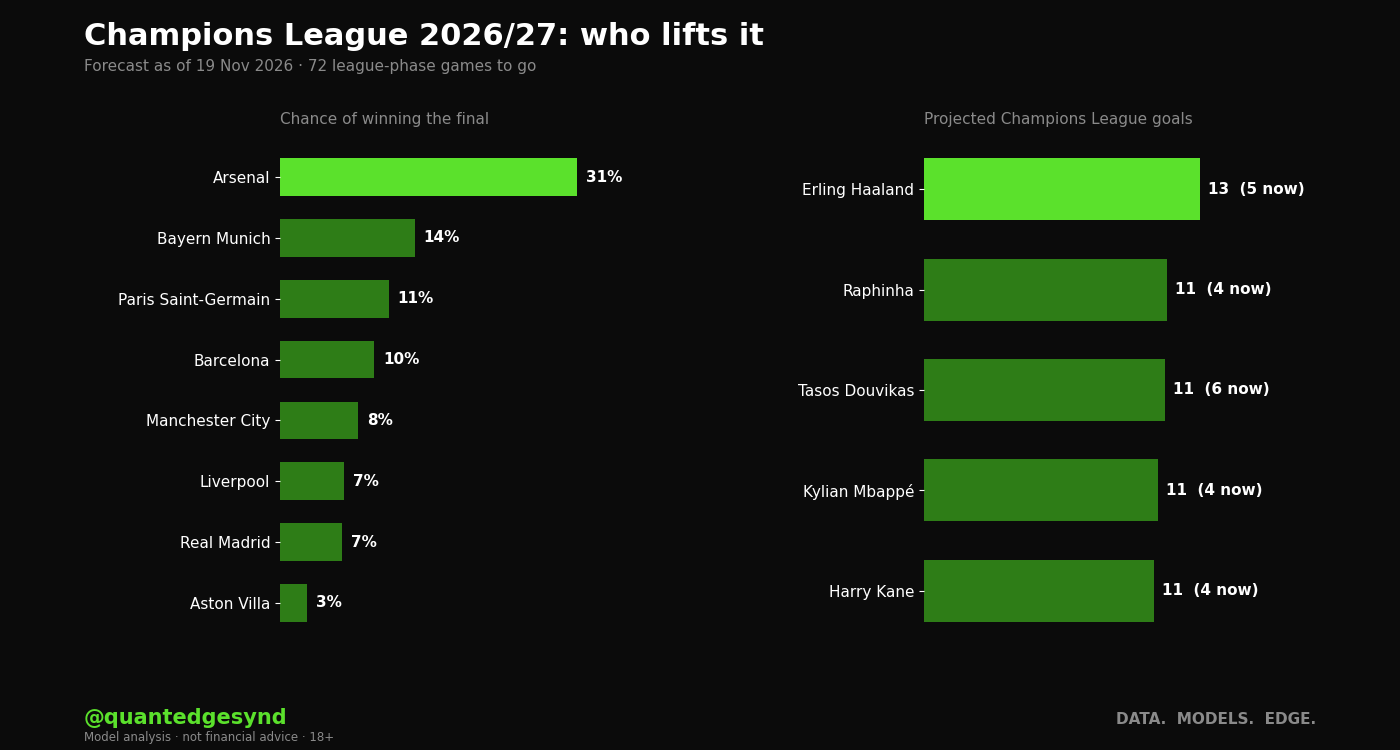 Champions League 2026/27: who lifts it
Forecast as of 19 Nov 2026 · 72 league-phase games to go
Chance of winning the final
Arsenal 31%
Bayern Munich 14%
Paris Saint-Germain 11%
Barcelona 10%
Manchester City 8%
Liverpool 7%
Real Madrid 7%
Aston Villa 3%
Projected Champions League goals
Erling Haaland 13 (5 now)
Raphinha 11 (4 now)
Tasos Douvikas 11 (6 now)
Kylian Mbappé 11 (4 now)
Harry Kane 11 (4 now)
@quantedgesynd
Model analysis · not financial advice · 18+
DATA. MODELS. EDGE.